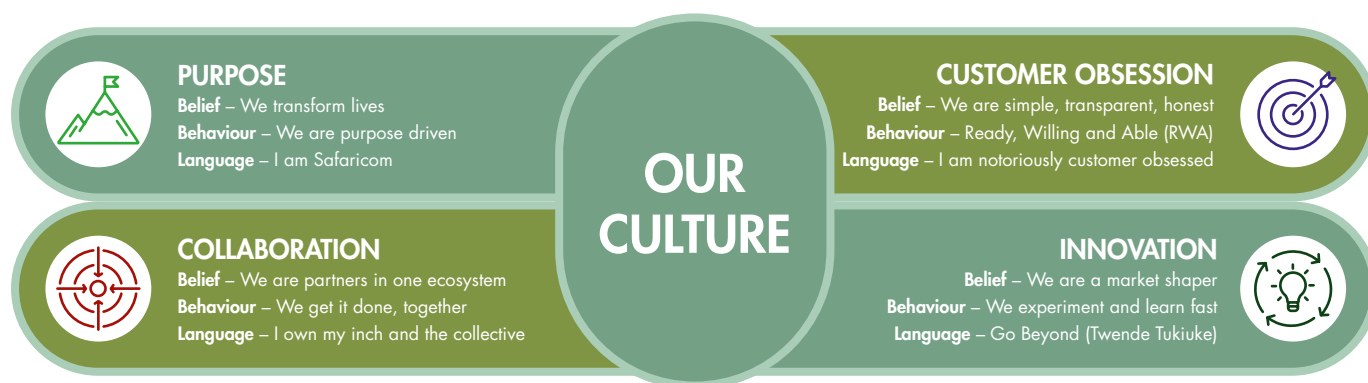 PURPOSE
Belief – We transform lives
Behaviour – We are purpose driven
Language – I am Safaricom
COLLABORATION
Belief – We are partners in one ecosystem
Behaviour – We get it done, together
Language – I own my inch and the collective
OUR
CULTURE
CUSTOMER OBSESSION
Belief – We are simple, transparent, honest
Behaviour – Ready, Willing and Able (RWA)
Language – I am notoriously customer obsessed
INNOVATION
Belief – We are a market shaper
Behaviour – We experiment and learn fast
Language – Go Beyond (Twende Tukiuke)